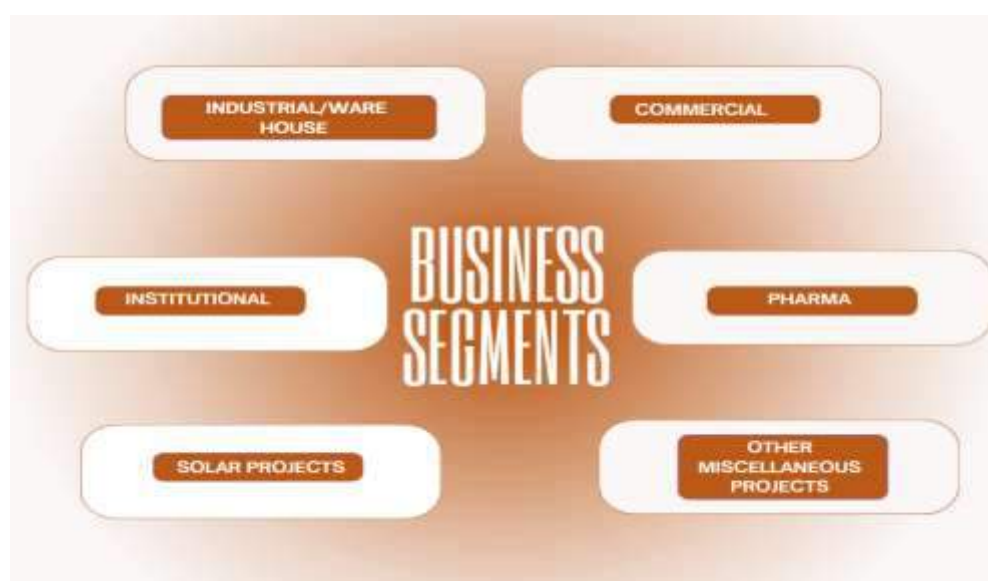 INDUSTRIAL/WARE
HOUSE
COMMERCIAL
BUSINESS
SEGMENTS
INSTITUTIONAL
PHARMA
SOLAR PROJECTS
OTHER
MISCELLANEOUS
PROJECTS